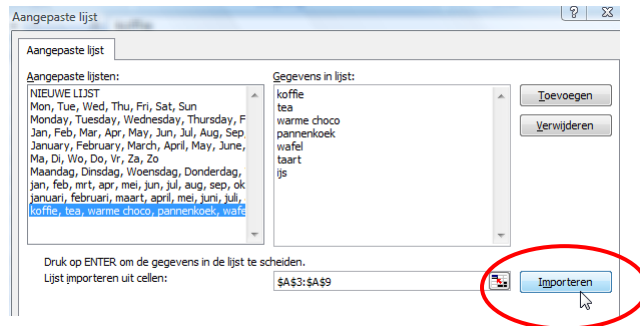 Aangepaste lijst
Aangepaste lijst
Aangepaste lijsten:
NIEUWE LIJST
Mon, Tue, Wed, Thu, Fri, Sat, Sun
Monday, Tuesday, Wednesday, Thursday, F
Jan, Feb, Mar, Apr, May, Jun, Jul, Aug, Sep,
January, February, March, April, May, June,
Ma, Di, Wo, Do, Vr, Za, Zo
Maandag, Dinsdag, Woensdag, Donderdag,
jan, feb, mrt, apr, mei, jun, jul, aug, sep, ok
januari, februari, maart, april, mei, juni, juli,
koffie, tea, warme choco, pannenkoek, wafe
Gegevens in lijst:
koffie
tea
warme choco
pannenkoek
wafel
taart
ijs
Toevoegen
Verwijderen
Druk op ENTER om de gegevens in de lijst te scheiden.
Lijst importeren uit cellen:
$A$3:$A$9
Importeren